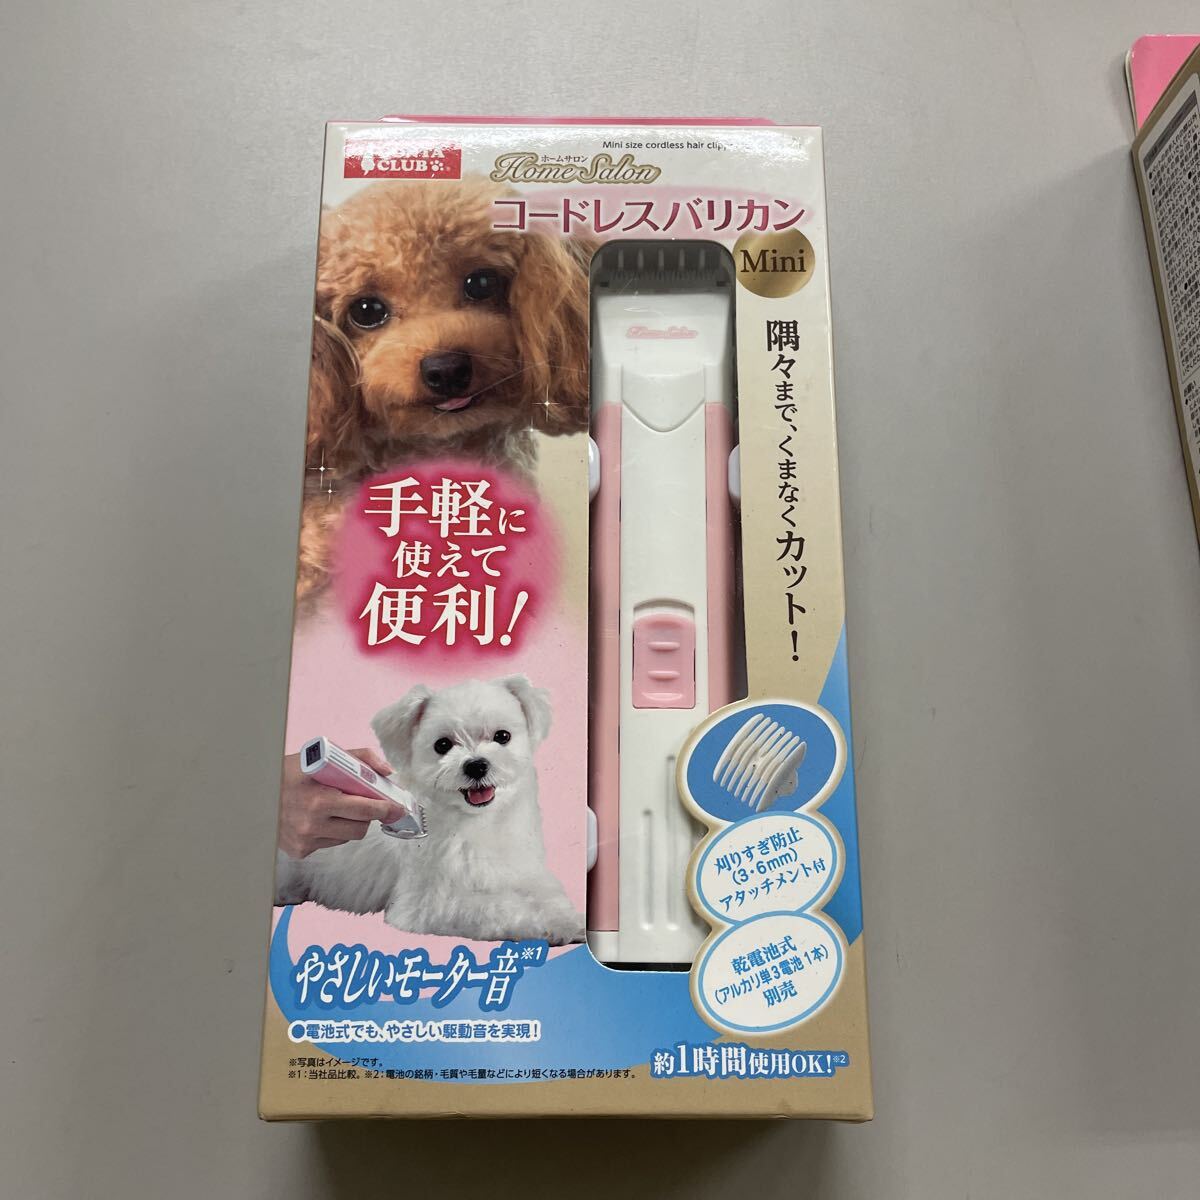 CLUB
Mini size cordless hair
ホームサロン
Home Salon
コードレスバリカン
Mini
Home Salon
隅々まで、くまなくカット!
手軽に
使えて
便利!
刈りすぎ防止
(3・6mm)
アタッチメント付
乾電池式
(アルカリ単3電池1本)
別売
やさしいモーター音※1
●電池式でも、やさしい駆動音を実現!
約1時間使用OK!※2
※写真はイメージです。
※1:当社品比較。※2:電池の銘柄・毛質や毛量などにより短くなる場合があります。